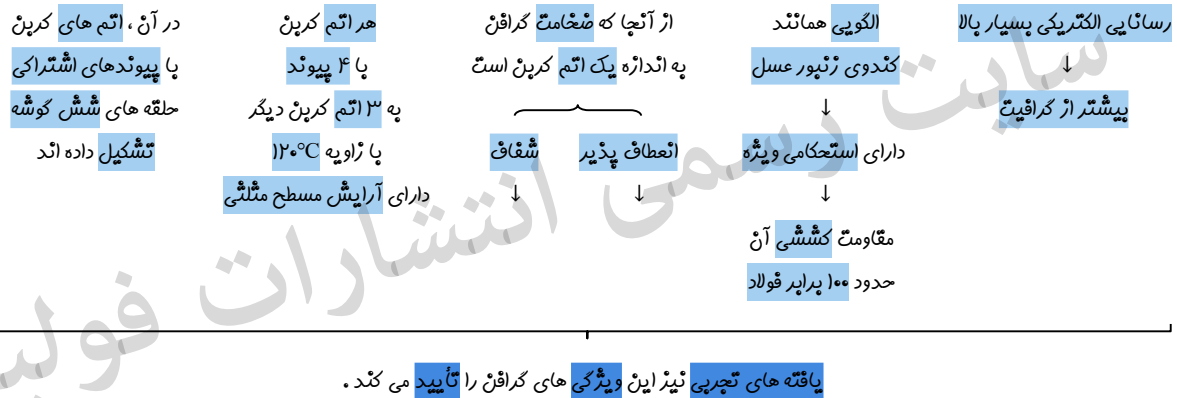 رسانایی الکتریکی بسیار بالا
↓
بیشتر از گرافیت
الگویی همانند
کندوی زنبور عسل
↓
دارای استحکامی ویژه
↓
مقاومت کششی آن
حدود ۱۰۰ برابر فولاد
از آنجا که ضخامت گرافن
به اندازه یک اتم کربن است
انعطاف پذیر
↓
شفاف
↓
هر اتم کربن
با ۴ پیوند
به ۳ اتم کربن دیگر
با زاویه ۱۲۰°C
دارای آرایش مسطح مثلثی
در آن، اتم های کربن
با پیوندهای اشتراکی
حلقه های شش گوشه
تشکیل داده اند
یافته های تجربی نیز این ویژگی های گرافن را تأیید می کند .
سایت رسمی انتشارات